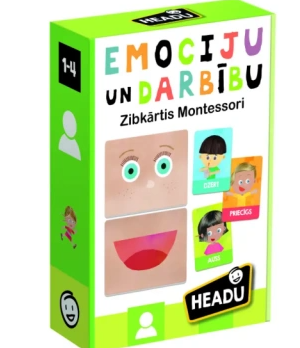 1-4
EMOCIJU
UN DARBĪBU
Zibkārtis Montessori
PRIECĪGS
HEADU